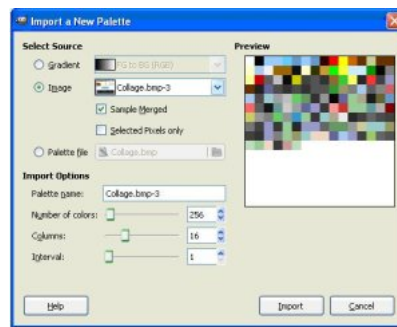 Import a New Palette
Select Source
Preview
Gradient
FG to BG (RGB)
Image
Collage.bmp-3
Sample Merged
Selected Pixels only
Palette file
Collage.bmp
Import Options
Palette name:
Collage.bmp-3
Number of colors:
256
Columns:
16
Interval:
1
Help
Import
Cancel